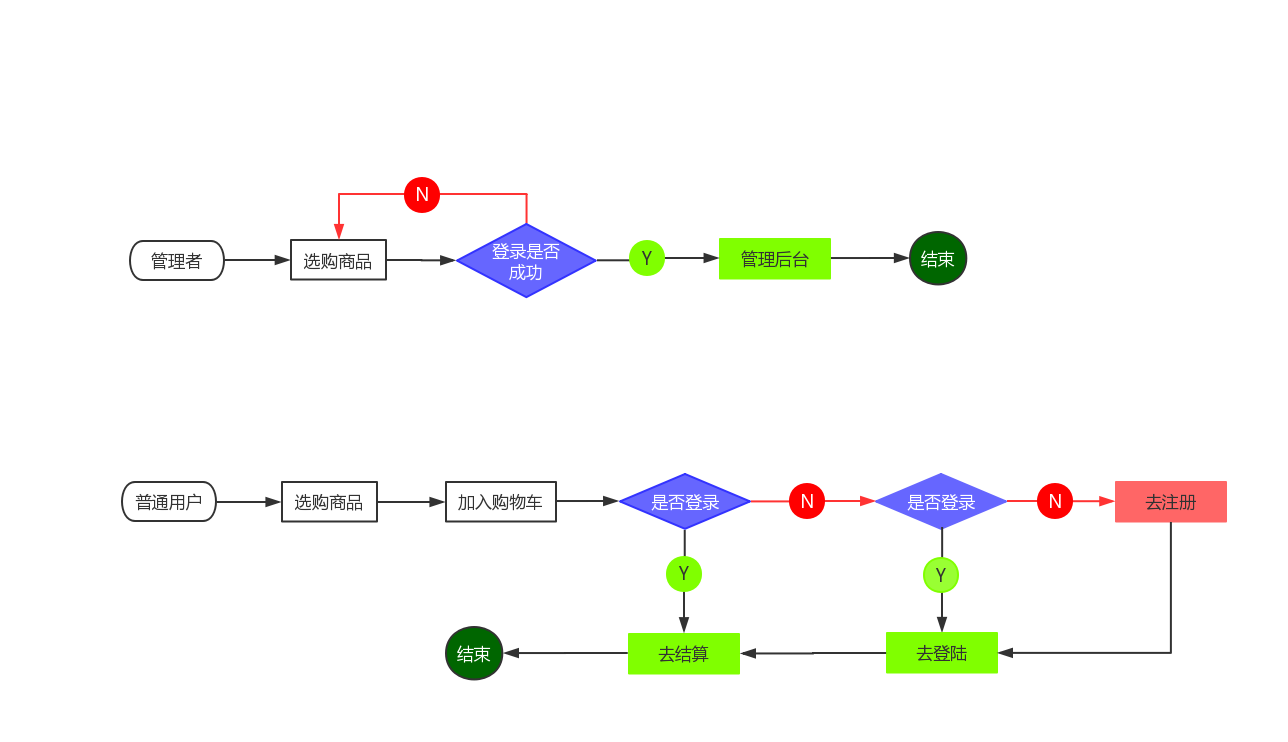 N
管理者
选购商品
登录是否
成功
Y
管理后台
结束
普通用户
选购商品
加入购物车
是否登录
N
是否登录
N
去注册
Y
Y
结束
去结算
去登陆